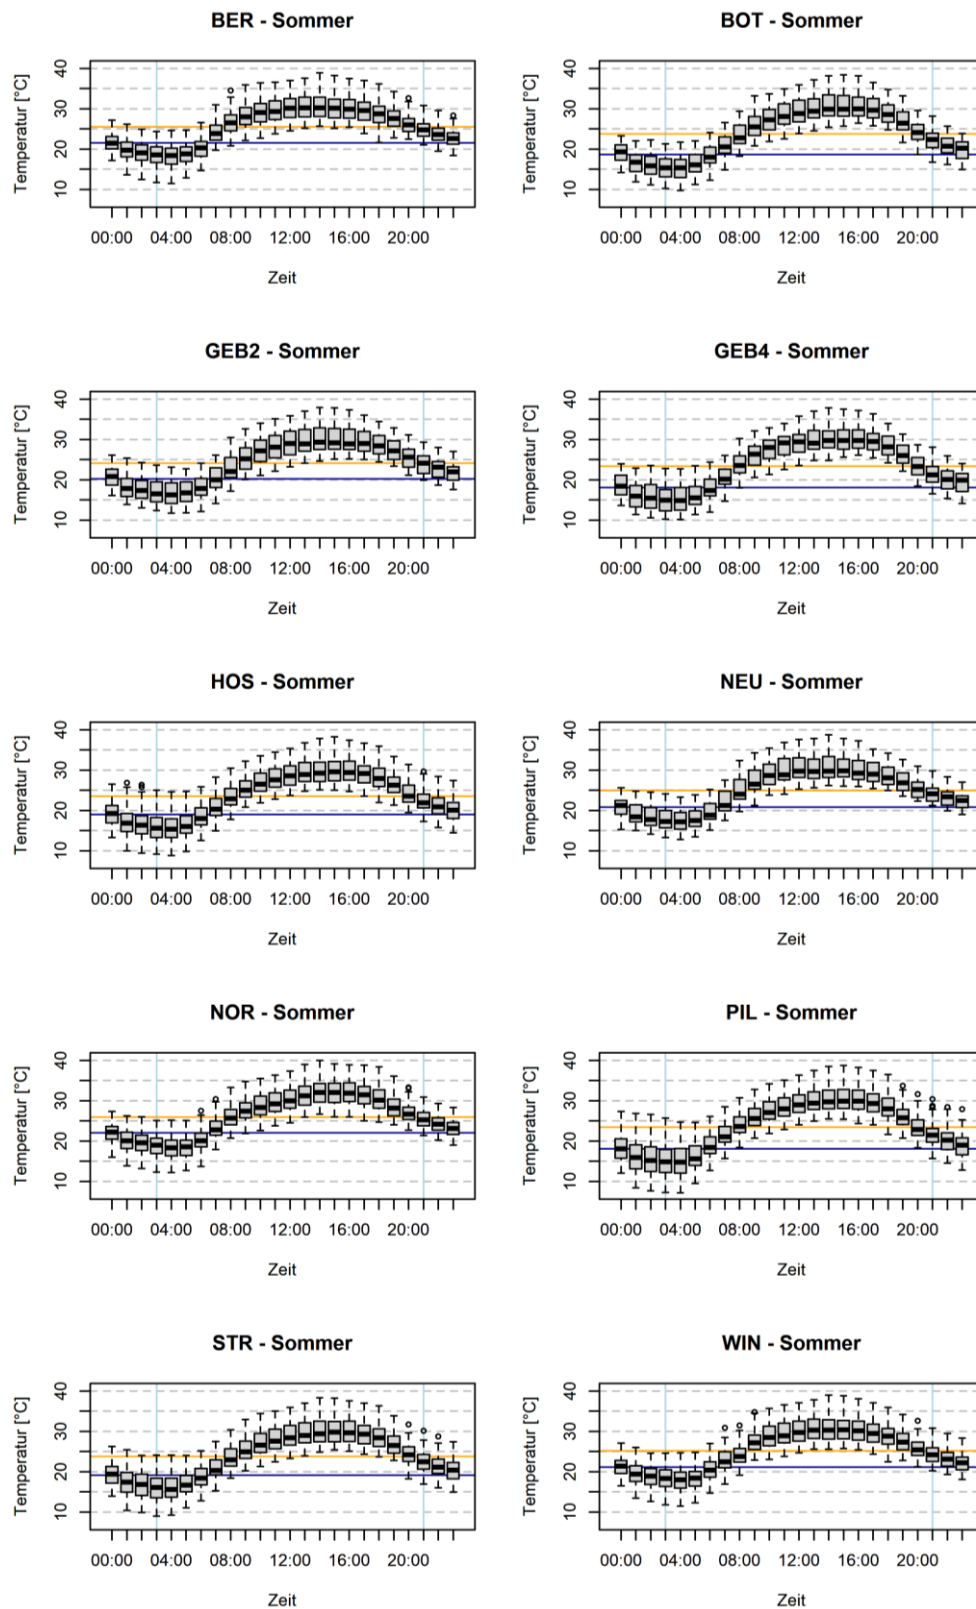 BER - Sommer
Temperatur [°C]
40
30
20
10
00:00 04:00 08:00 12:00 16:00 20:00
Zeit
BOT - Sommer
Temperatur [°C]
40
30
20
10
00:00 04:00 08:00 12:00 16:00 20:00
Zeit
GEB2 - Sommer
Temperatur [°C]
40
30
20
10
00:00 04:00 08:00 12:00 16:00 20:00
Zeit
GEB4 - Sommer
Temperatur [°C]
40
30
20
10
00:00 04:00 08:00 12:00 16:00 20:00
Zeit
HOS - Sommer
Temperatur [°C]
40
30
20
10
00:00 04:00 08:00 12:00 16:00 20:00
Zeit
NEU - Sommer
Temperatur [°C]
40
30
20
10
00:00 04:00 08:00 12:00 16:00 20:00
Zeit
NOR - Sommer
Temperatur [°C]
40
30
20
10
00:00 04:00 08:00 12:00 16:00 20:00
Zeit
PIL - Sommer
Temperatur [°C]
40
30
20
10
00:00 04:00 08:00 12:00 16:00 20:00
Zeit
STR - Sommer
Temperatur [°C]
40
30
20
10
00:00 04:00 08:00 12:00 16:00 20:00
Zeit
WIN - Sommer
Temperatur [°C]
40
30
20
10
00:00 04:00 08:00 12:00 16:00 20:00
Zeit